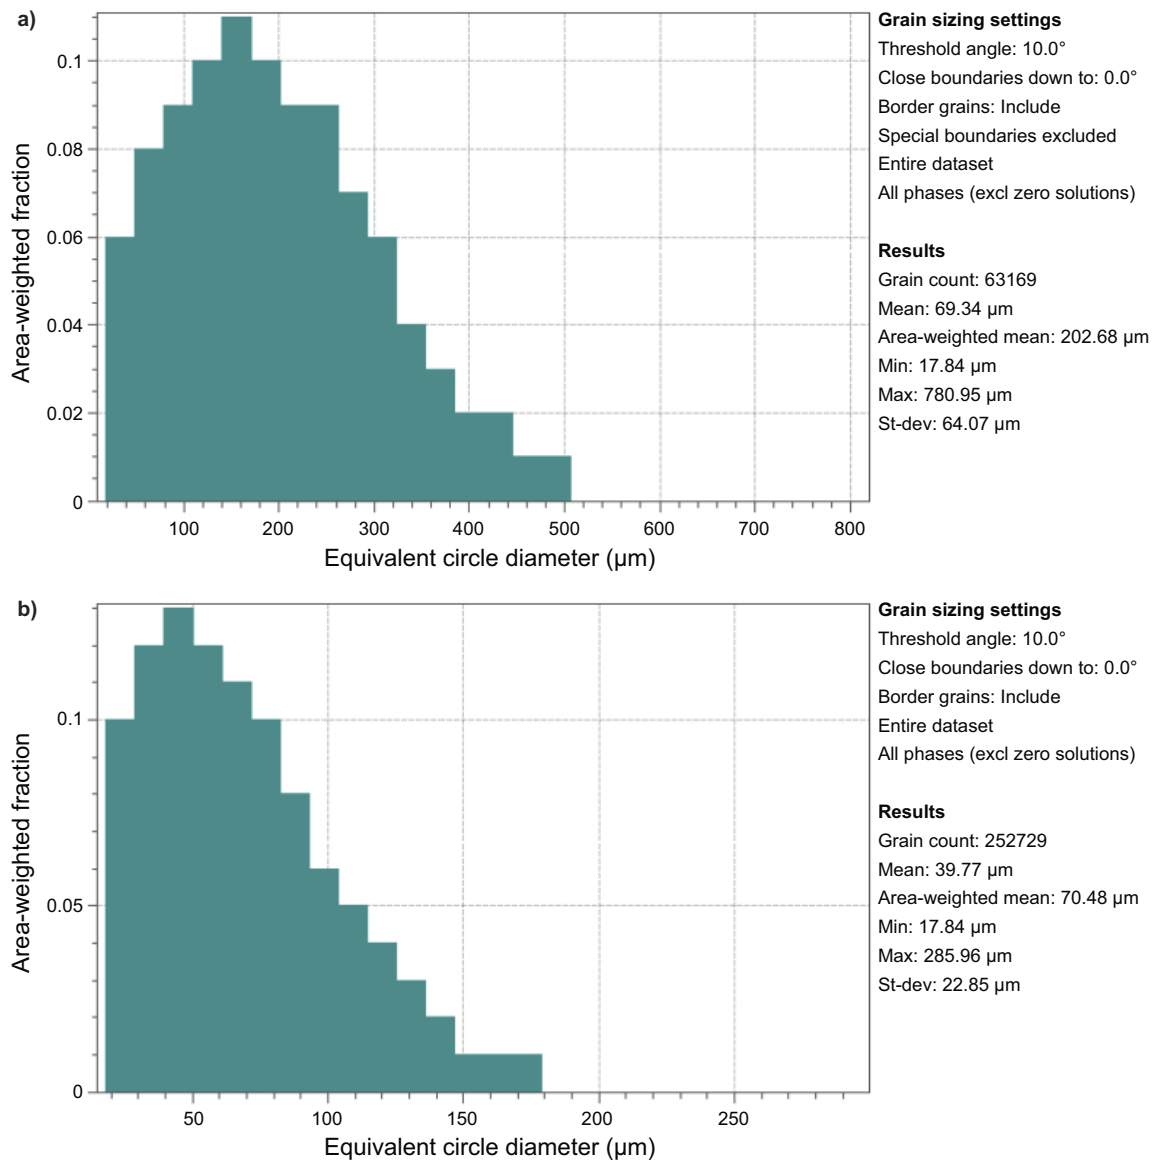 a)
Area-weighted fraction
0.1
0.08
0.06
0.04
0.02
0
100 200 300 400 500 600 700 800
Equivalent circle diameter (µm)
Grain sizing settings
Threshold angle: 10.0°
Close boundaries down to: 0.0°
Border grains: Include
Special boundaries excluded
Entire dataset
All phases (excl zero solutions)
Results
Grain count: 63169
Mean: 69.34 µm
Area-weighted mean: 202.68 µm
Min: 17.84 µm
Max: 780.95 µm
St-dev: 64.07 µm
b)
Area-weighted fraction
0.1
0.05
0
50 100 150 200 250
Equivalent circle diameter (µm)
Grain sizing settings
Threshold angle: 10.0°
Close boundaries down to: 0.0°
Border grains: Include
Entire dataset
All phases (excl zero solutions)
Results
Grain count: 252729
Mean: 39.77 µm
Area-weighted mean: 70.48 µm
Min: 17.84 µm
Max: 285.96 µm
St-dev: 22.85 µm